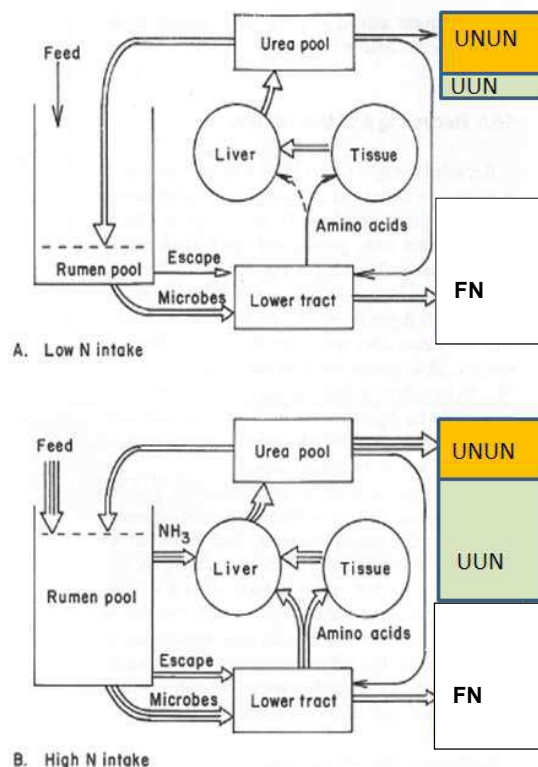 Feed
Urea pool
UNUN
UUN
Liver
Tissue
Amino acids
Rumen pool
Escape
Microbes
Lower tract
FN
A. Low N intake
Feed
Urea pool
UNUN
NH3
Liver
Tissue
UUN
Rumen pool
Amino acids
Escape
Microbes
Lower tract
FN
B. High N intake